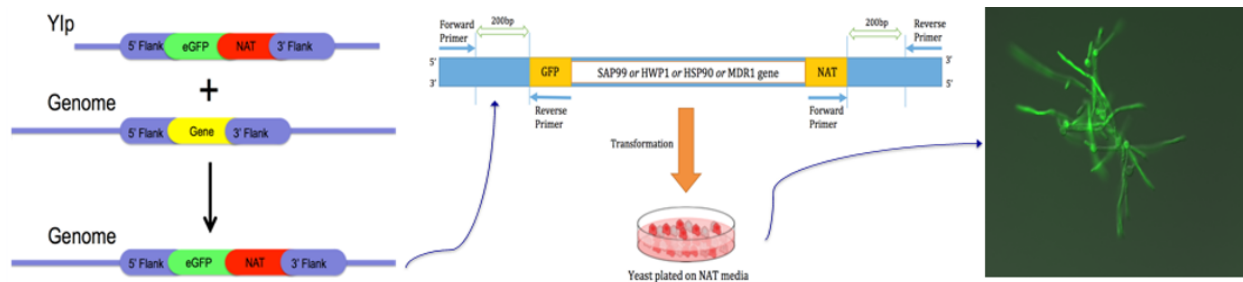 YIp
5' Flank eGFP NAT 3' Flank
+
Genome
5' Flank Gene 3' Flank
Genome
5' Flank eGFP NAT 3' Flank
Forward
Primer
200bp
200bp
Reverse
Primer
5'
3'
GFP
SAP99 or HWP1 or HSP90 or MDR1 gene
NAT
3'
5'
Reverse
Primer
Forward
Primer
Transformation
Yeast plated on NAT media